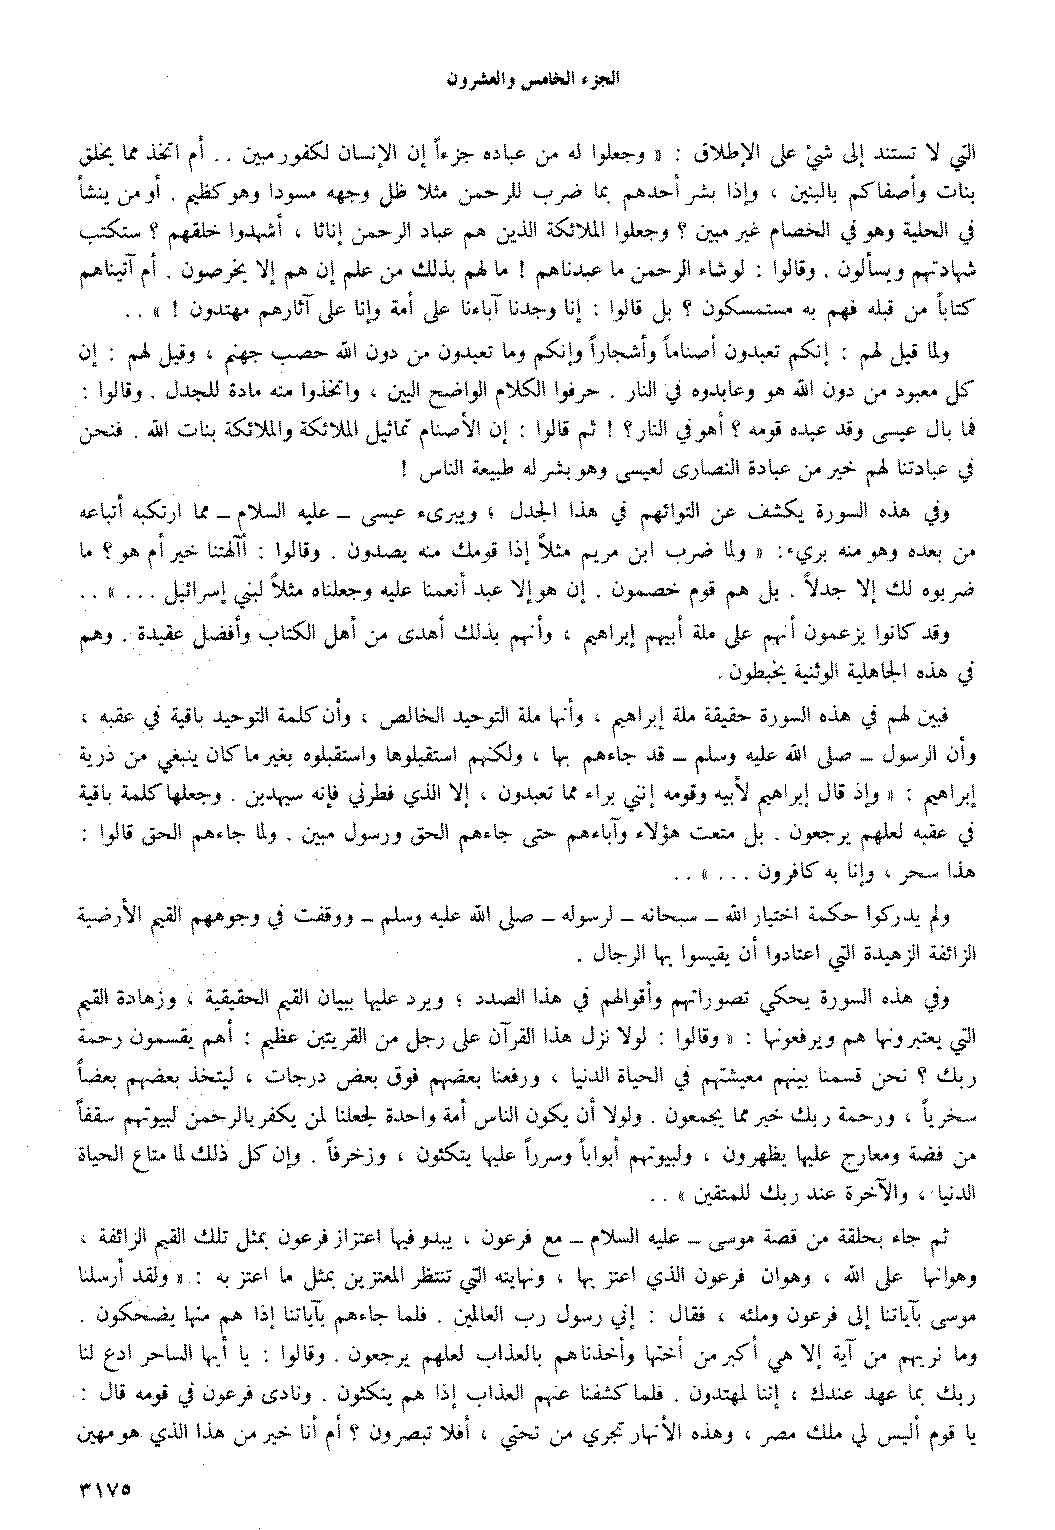 الجزء الخامس والعشرون
التي لا تستند إلى شيْ على الإطلاق : « وجعلوا له من عباده جزءاً إن الإنسان لكفور مبين .. أم اتخذ مما يخلق
بنات وأصفاكم بالبنين ، وإذا بشر أحدهم بما ضرب للرحمن مثلا ظل وجهه مسودا وهو كظيم . أو من ينشأ
في الحلية وهو في الخصام غير مبين ؟ وجعلوا الملائكة الذين هم عباد الرحمن إناثا ، أشهدوا خلقهم ؟ ستكتب
شهادتهم ويسألون . وقالوا : لو شاء الرحمن ما عبدناهم ! ما لهم بذلك من علم إن هم إلا يخرصون . أم آتيناهم
كتاباً من قبله فهم به مستمسكون ؟ بل قالوا : إنا وجدنا آباءنا على أمة وإنا على آثارهم مهتدون ! » ..
ولما قيل لهم : إنكم تعبدون أصناماً وأشجاراً وإنكم وما تعبدون من دون الله حصب جهنم ، وقيل لهم : إن
كل معبود من دون الله هو وعابدوه في النار . حرفوا الكلام الواضح البين ، واتخذوا منه مادة للجدل . وقالوا :
فما بال عيسى وقد عبده قومه ؟ أهو في النار؟ ! ثم قالوا : إن الأصنام تماثيل الملائكة والملائكة بنات الله . فنحن
في عبادتنا لهم خير من عبادة النصارى لعيسى وهو بشر له طبيعة الناس !
وفي هذه السورة يكشف عن التوائهم في هذا الجدل ؛ ويبرىء عيسى ــ عليه السلام ــ مما ارتكبه أتباعه
من بعده وهو منه بريء: « ولما ضرب ابن مريم مثلاً إذا قومك منه يصدون . وقالوا : أآلهتنا خير أم هو ؟ ما
ضربوه لك إلا جدلاً . بل هم قوم خصمون . إن هو إلا عبد أنعمنا عليه وجعلناه مثلاً لبني إسرائيل ... » ..
وقد كانوا يزعمون أنهم على ملة أبيهم إبراهيم ، وأنهم بذلك أهدى من أهل الكتاب وأفضل عقيدة . وهم
في هذه الجاهلية الوثنية يخبطون .
فبين لهم في هذه السورة حقيقة ملة إبراهيم ، وأنها ملة التوحيد الخالص ، وأن كلمة التوحيد باقية في عقبه ،
وأن الرسول ــ صلى الله عليه وسلم ــ قد جاءهم بها ، ولكنهم استقبلوها واستقبلوه بغير ما كان ينبغي من ذرية
إبراهيم : « وإذ قال إبراهيم لأبيه وقومه إنني براء مما تعبدون ، إلا الذي فطرني فإنه سيهدين . وجعلها كلمة باقية
في عقبه لعلهم يرجعون . بل متعت هؤلاء وآباءهم حتى جاءهم الحق ورسول مبين . ولما جاءهم الحق قالوا :
هذا سحر ، وإنا به كافرون ... » ..
ولم يدركوا حكمة اختيار الله ــ سبحانه ــ لرسوله ــ صلى الله عليه وسلم ــ ووقفت في وجوههم القيم الأرضية
الزائفة الزهيدة التي اعتادوا أن يقيسوا بها الرجال .
وفي هذه السورة يحكي تصوراتهم وأقوالهم في هذا الصدد ؛ ويرد عليها ببيان القيم الحقيقية ، وزهادة القيم
التي يعتبرونها هم ويرفعونها : « وقالوا : لولا نزل هذا القرآن على رجل من القريتين عظيم : أهم يقسمون رحمة
ربك ؟ نحن قسمنا بينهم معيشتهم في الحياة الدنيا ، ورفعنا بعضهم فوق بعض درجات ، ليتخذ بعضهم بعضاً
سخرياً ، ورحمة ربك خير مما يجمعون . ولولا أن يكون الناس أمة واحدة لجعلنا لمن يكفر بالرحمن لبيوتهم سقفاً
من فضة ومعارج عليها يظهرون ، ولبيوتهم أبواباً وسرراً عليها يتكئون ، وزخرفاً . وإن كل ذلك لما متاع الحياة
الدنيا ، والآخرة عند ربك للمتقين » ..
ثم جاء بحلقة من قصة موسى ــ عليه السلام ــ مع فرعون ، يبدو فيها اعتزاز فرعون بمثل تلك القيم الزائفة ،
وهوانها على الله ، وهوان فرعون الذي اعتز بها ، ونهايته التي تنتظر المعتزين بمثل ما اعتز به : « ولقد أرسلنا
موسى بآياتنا إلى فرعون وملئه ، فقال : إني رسول رب العالمين . فلما جاءهم بآياتنا إذا هم منها يضحكون .
وما نريهم من آية إلا هي أكبر من أختها وأخذناهم بالعذاب لعلهم يرجعون . وقالوا : يا أيها الساحر ادع لنا
ربك بما عهد عندك ، إننا لمهتدون . فلما كشفنا عنهم العذاب إذا هم ينكثون . ونادى فرعون في قومه قال :
يا قوم أليس لي ملك مصر ، وهذه الأنهار تجري من تحتي ، أفلا تبصرون ؟ أم أنا خير من هذا الذي هو مهين
٣١٧٥